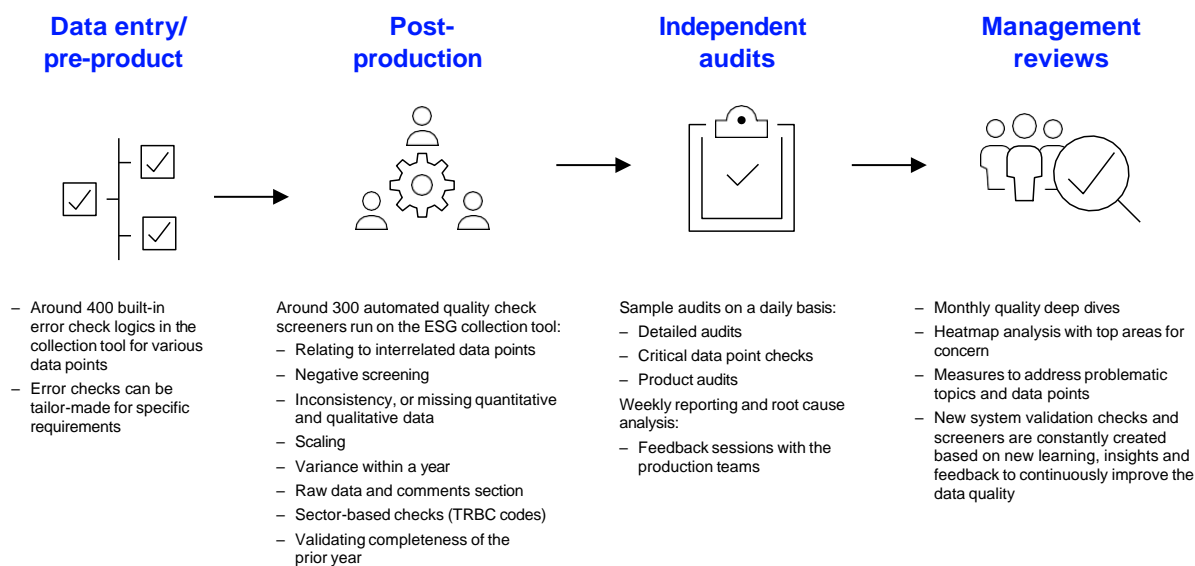 Data entry/
pre-product
– Around 400 built-in
error check logics in the
collection tool for various
data points
– Error checks can be
tailor-made for specific
requirements
Post-
production
Around 300 automated quality check
screeners run on the ESG collection tool:
– Relating to interrelated data points
– Negative screening
– Inconsistency, or missing quantitative
and qualitative data
– Scaling
– Variance within a year
– Raw data and comments section
– Sector-based checks (TRBC codes)
– Validating completeness of the
prior year
Independent
audits
Sample audits on a daily basis:
– Detailed audits
– Critical data point checks
– Product audits
Weekly reporting and root cause
analysis:
– Feedback sessions with the
production teams
Management
reviews
– Monthly quality deep dives
– Heatmap analysis with top areas for
concern
– Measures to address problematic
topics and data points
– New system validation checks and
screeners are constantly created
based on new learning, insights and
feedback to continuously improve the
data quality